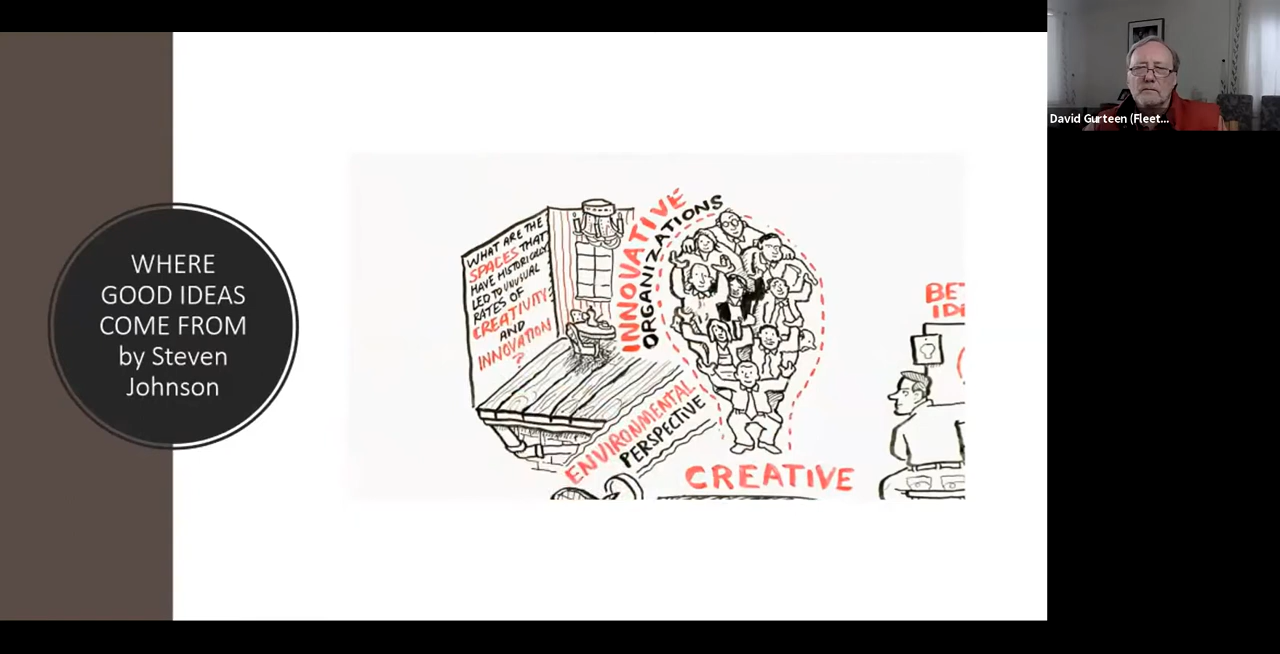 WHERE
GOOD IDEAS
COME FROM
by Steven
Johnson
WHAT ARE THE
SPACES THAT
HAVE HISTORICALLY
LED TO UNUSUAL
RATES OF
CREATIVITY
AND
INNOVATION
?
INNOVATIVE
ORGANIZATIONS
ENVIRONMENTAL
PERSPECTIVE
CREATIVE
David Gurteen (Fleet...